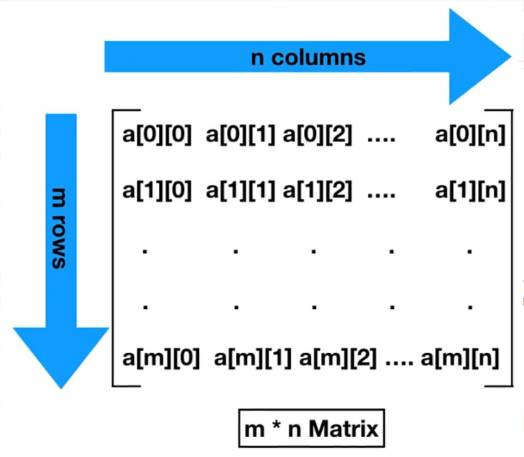 n columns
m rows
a[0][0] a[0][1] a[0][2] .... a[0][n]
a[1][0] a[1][1] a[1][2] .... a[1][n]
. . . . .
. . . . .
a[m][0] a[m][1] a[m][2] .... a[m][n]
m * n Matrix